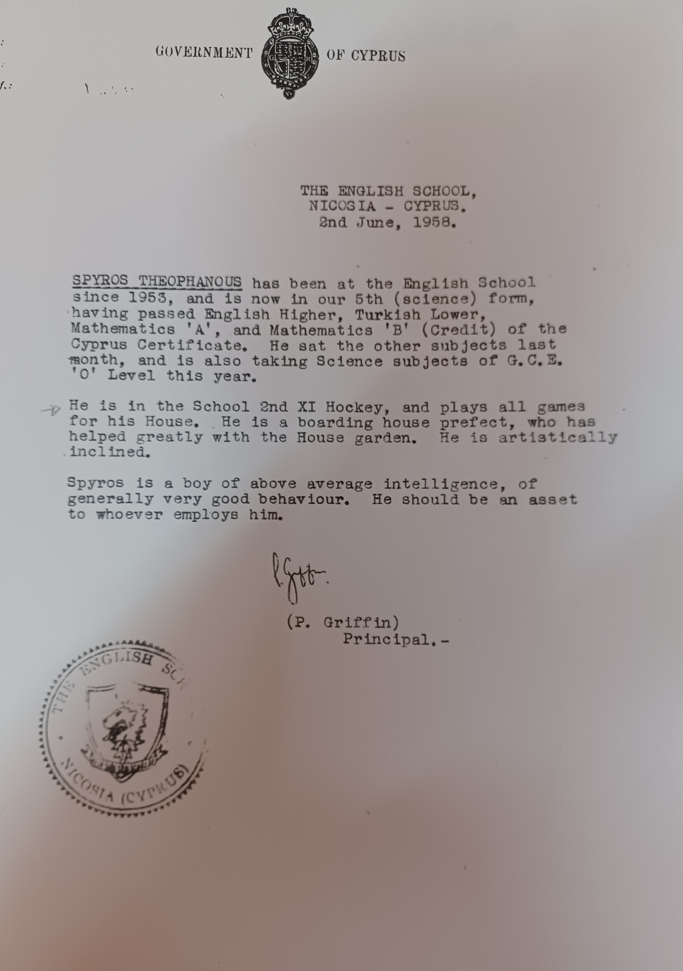 GOVERNMENT OF CYPRUS
THE ENGLISH SCHOOL,
NICOSIA - CYPRUS.
2nd June, 1958.
SPYROS THEOPHANOUS has been at the English School
since 1953, and is now in our 5th (science) form,
having passed English Higher, Turkish Lower,
Mathematics 'A', and Mathematics 'B' (Credit) of the
Cyprus Certificate. He sat the other subjects last
month, and is also taking Science subjects of G.C.E.
'O' Level this year.
He is in the School 2nd XI Hockey, and plays all games
for his House. He is a boarding house prefect, who has
helped greatly with the House garden. He is artistically
inclined.
Spyros is a boy of above average intelligence, of
generally very good behaviour. He should be an asset
to whoever employs him.
(P. Griffin)
Principal.-
THE ENGLISH SCH
NICOSIA (CYPRUS)